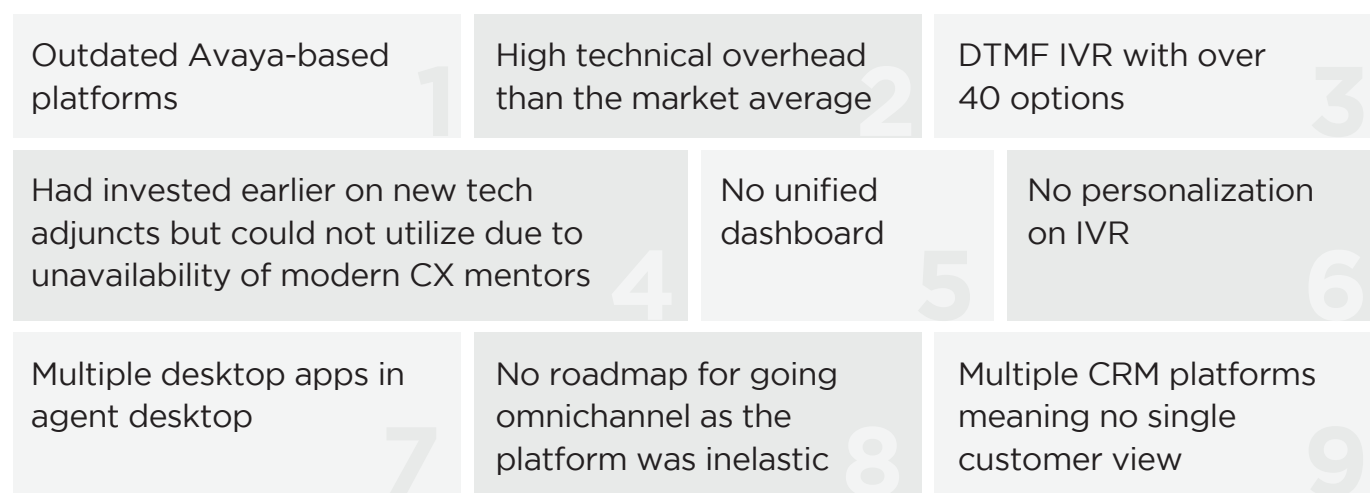 Outdated Avaya-based
platforms
1
High technical overhead
than the market average
2
DTMF IVR with over
40 options
3
Had invested earlier on new tech
adjuncts but could not utilize due to
unavailability of modern CX mentors
4
No unified
dashboard
5
No personalization
on IVR
6
Multiple desktop apps in
agent desktop
7
No roadmap for going
omnichannel as the
platform was inelastic
8
Multiple CRM platforms
meaning no single
customer view
9